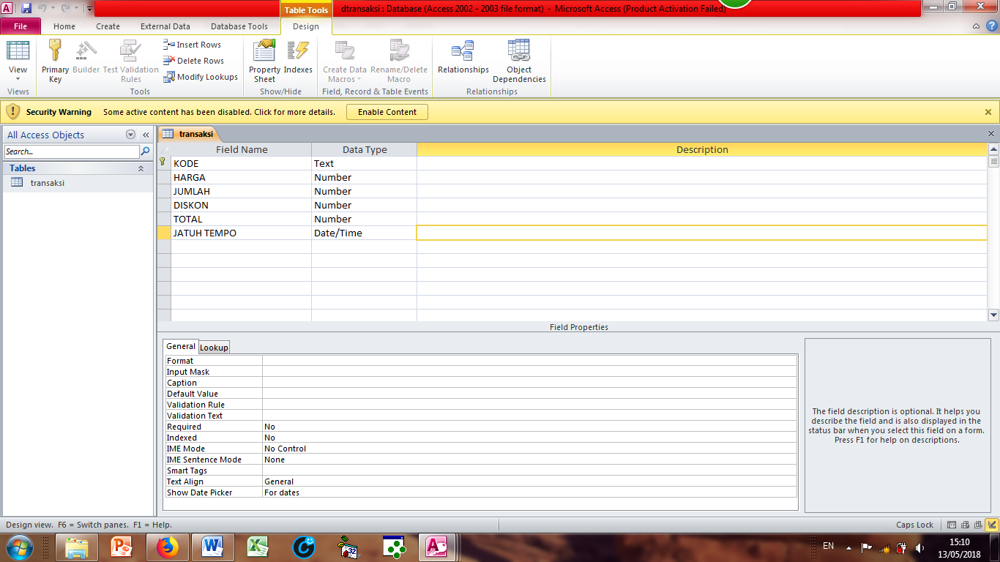 Table Tools
dtransaksi : Database (Access 2002 - 2003 file format) - Microsoft Access (Product Activation Failed)
File Home Create External Data Database Tools Design
View
Primary Key
Builder
Test Validation Rules
Insert Rows
Delete Rows
Modify Lookups
Property Sheet
Indexes
Create Data Macros
Rename/Delete Macro
Relationships
Object Dependencies
Views Tools Show/Hide Field, Record & Table Events Relationships
Security Warning Some active content has been disabled. Click for more details. Enable Content
All Access Objects
Search...
Tables
transaksi
transaksi
Field Name Data Type Description
KODE Text
HARGA Number
JUMLAH Number
DISKON Number
TOTAL Number
JATUH TEMPO Date/Time
Field Properties
General Lookup
Format
Input Mask
Caption
Default Value
Validation Rule
Validation Text
Required No
Indexed No
IME Mode No Control
IME Sentence Mode None
Smart Tags
Text Align General
Show Date Picker For dates
The field description is optional. It helps you
describe the field and is also displayed in the
status bar when you select this field on a form.
Press F1 for help on descriptions.
Design view. F6 = Switch panes. F1 = Help. Caps Lock
32
EN
15:10
13/05/2018